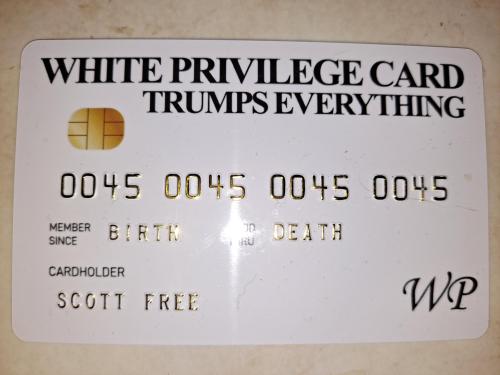 WHITE PRIVILEGE CARD
TRUMPS EVERYTHING
0045 0045 0045 0045
MEMBER SINCE BIRTH DEATH
CARDHOLDER
SCOTT FREE
WP